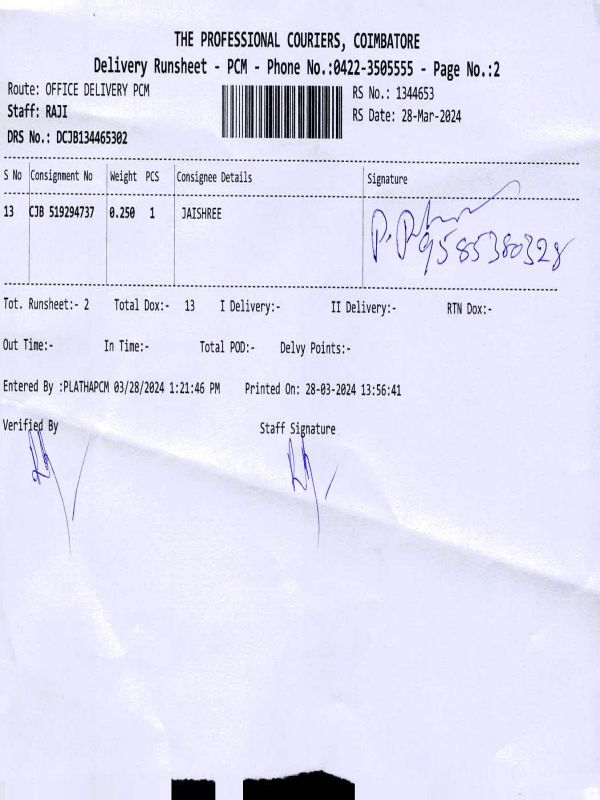 THE PROFESSIONAL COURIERS, COIMBATORE
Delivery Runsheet - PCM - Phone No.:0422-3505555 - Page No.:2
Route: OFFICE DELIVERY PCM
RS No.: 1344653
Staff: RAJI
RS Date: 28-Mar-2024
DRS No.: DCJB134465302
S No Consignment No Weight PCS Consignee Details Signature
13 CJB 519294737 0.250 1 JAISHREE
9585380328
Tot. Runsheet:- 2 Total Dox:- 13 I Delivery:- II Delivery:- RTN Dox:-
Out Time:- In Time:- Total POD:- Delvy Points:-
Entered By :PLATHAPCM 03/28/2024 1:21:46 PM Printed On: 28-03-2024 13:56:41
Verified By Staff Signature